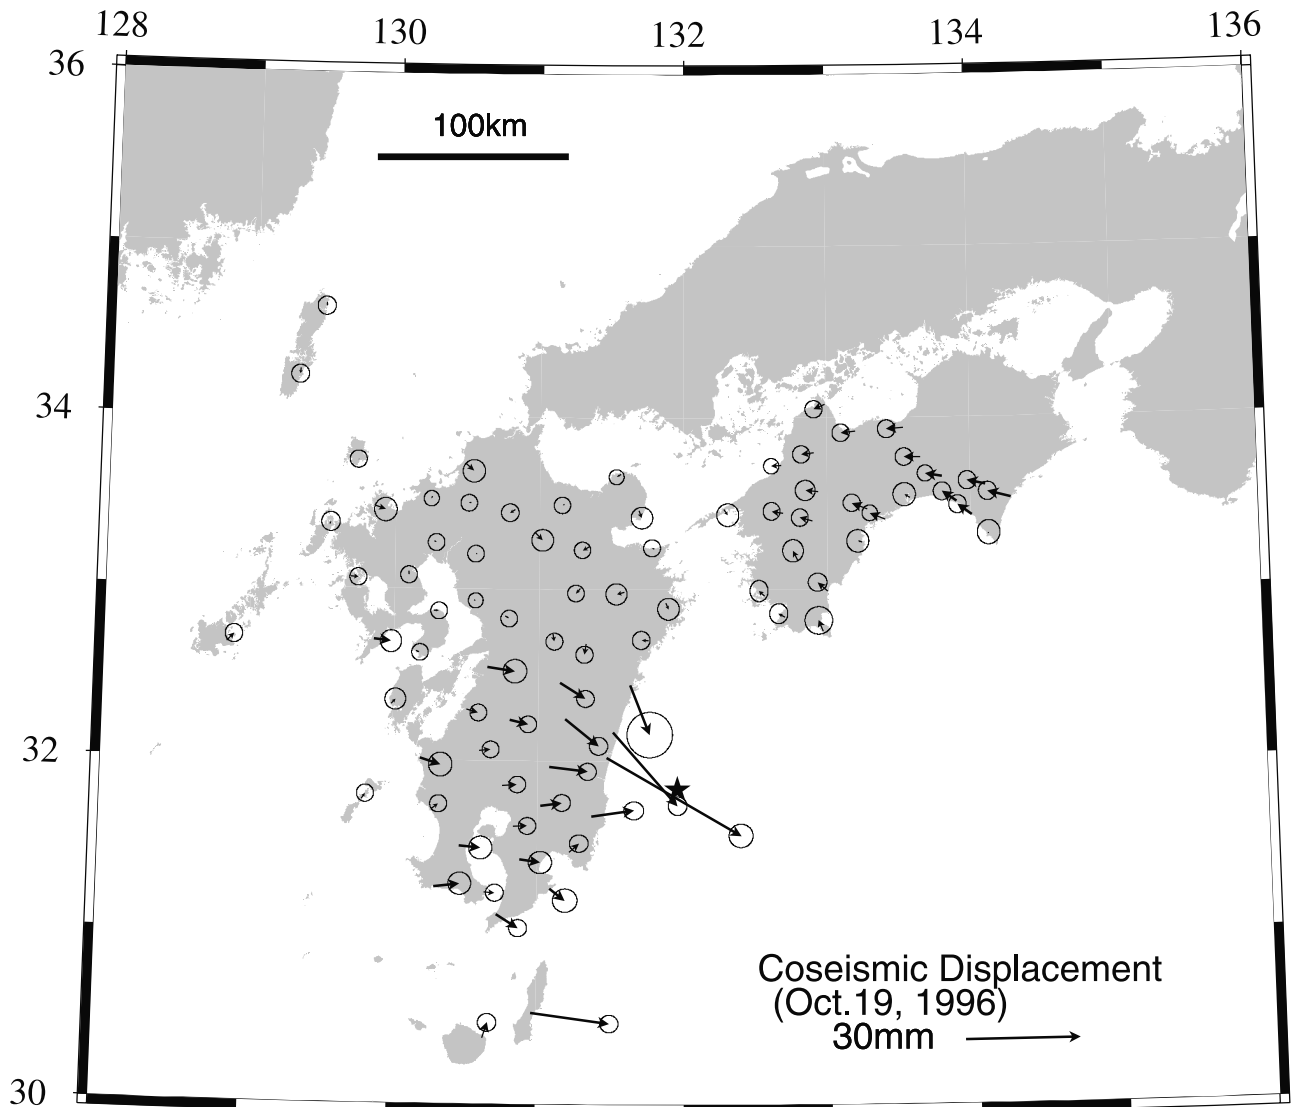 128 130 132 134 136
36
100km
34
32
Coseismic Displacement
(Oct.19, 1996)
30mm
30